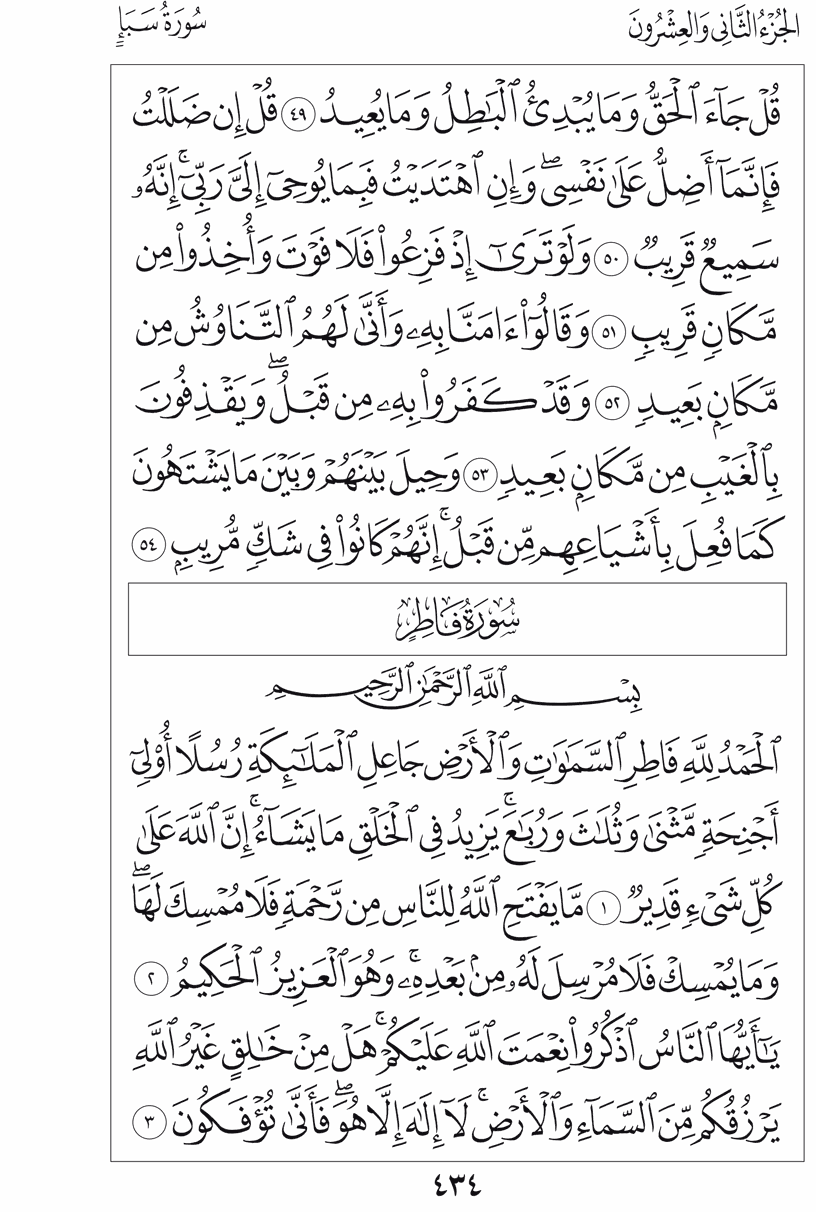 الجُزْءُ الثَّانِي وَالعِشْرُونَ
سُورَةُ سَبَإٍ
قُلۡ جَآءَ ٱلۡحَقُّ وَمَا يُبۡدِئُ ٱلۡبَٰطِلُ وَمَا يُعِيدُ ٤٩ قُلۡ إِن ضَلَلۡتُ
فَإِنَّمَآ أَضِلُّ عَلَىٰ نَفۡسِيۖ وَإِنِ ٱهۡتَدَيۡتُ فَبِمَا يُوحِيٓ إِلَيَّ رَبِّيٓۚ إِنَّهُۥ
سَمِيعٞ قَرِيبٞ ٥٠ وَلَوۡ تَرَىٰٓ إِذۡ فَزِعُواْ فَلَا فَوۡتَ وَأُخِذُواْ مِن
مَّكَانٖ قَرِيبٖ ٥١ وَقَالُوٓاْ ءَامَنَّا بِهِۦ وَأَنَّىٰ لَهُمُ ٱلتَّنَاوُشُ مِن
مَّكَانِۭ بَعِيدٖ ٥٢ وَقَدۡ كَفَرُواْ بِهِۦ مِن قَبۡلُۖ وَيَقۡذِفُونَ
بِٱلۡغَيۡبِ مِن مَّكَانِۭ بَعِيدٖ ٥٣ وَحِيلَ بَيۡنَهُمۡ وَبَيۡنَ مَا يَشۡتَهُونَ
كَمَا فُعِلَ بِأَشۡيَاعِهِم مِّن قَبۡلُۚ إِنَّهُمۡ كَانُواْ فِي شَكّٖ مُّرِيبِۭ ٥٤
سُورَةُ فَاطِرٍ
بِسۡمِ ٱللَّهِ ٱلرَّحۡمَٰنِ ٱلرَّحِيمِ
ٱلۡحَمۡدُ لِلَّهِ فَاطِرِ ٱلسَّمَٰوَٰتِ وَٱلۡأَرۡضِ جَاعِلِ ٱلۡمَلَٰٓئِكَةِ رُسُلًا أُوْلِيٓ
أَجۡنِحَةٖ مَّثۡنَىٰ وَثُلَٰثَ وَرُبَٰعَۚ يَزِيدُ فِي ٱلۡخَلۡقِ مَا يَشَآءُۚ إِنَّ ٱللَّهَ عَلَىٰ
كُلِّ شَيۡءٖ قَدِيرٞ ١ مَّا يَفۡتَحِ ٱللَّهُ لِلنَّاسِ مِن رَّحۡمَةٖ فَلَا مُمۡسِكَ لَهَاۖ
وَمَا يُمۡسِكۡ فَلَا مُرۡسِلَ لَهُۥ مِنۢ بَعۡدِهِۦۚ وَهُوَ ٱلۡعَزِيزُ ٱلۡحَكِيمُ ٢
يَٰٓأَيُّهَا ٱلنَّاسُ ٱذۡكُرُواْ نِعۡمَتَ ٱللَّهِ عَلَيۡكُمۡۚ هَلۡ مِنۡ خَٰلِقٍ غَيۡرُ ٱللَّهِ
يَرۡزُقُكُم مِّنَ ٱلسَّمَآءِ وَٱلۡأَرۡضِۚ لَآ إِلَٰهَ إِلَّا هُوَۖ فَأَنَّىٰ تُؤۡفَكُونَ ٣
٤٣٤